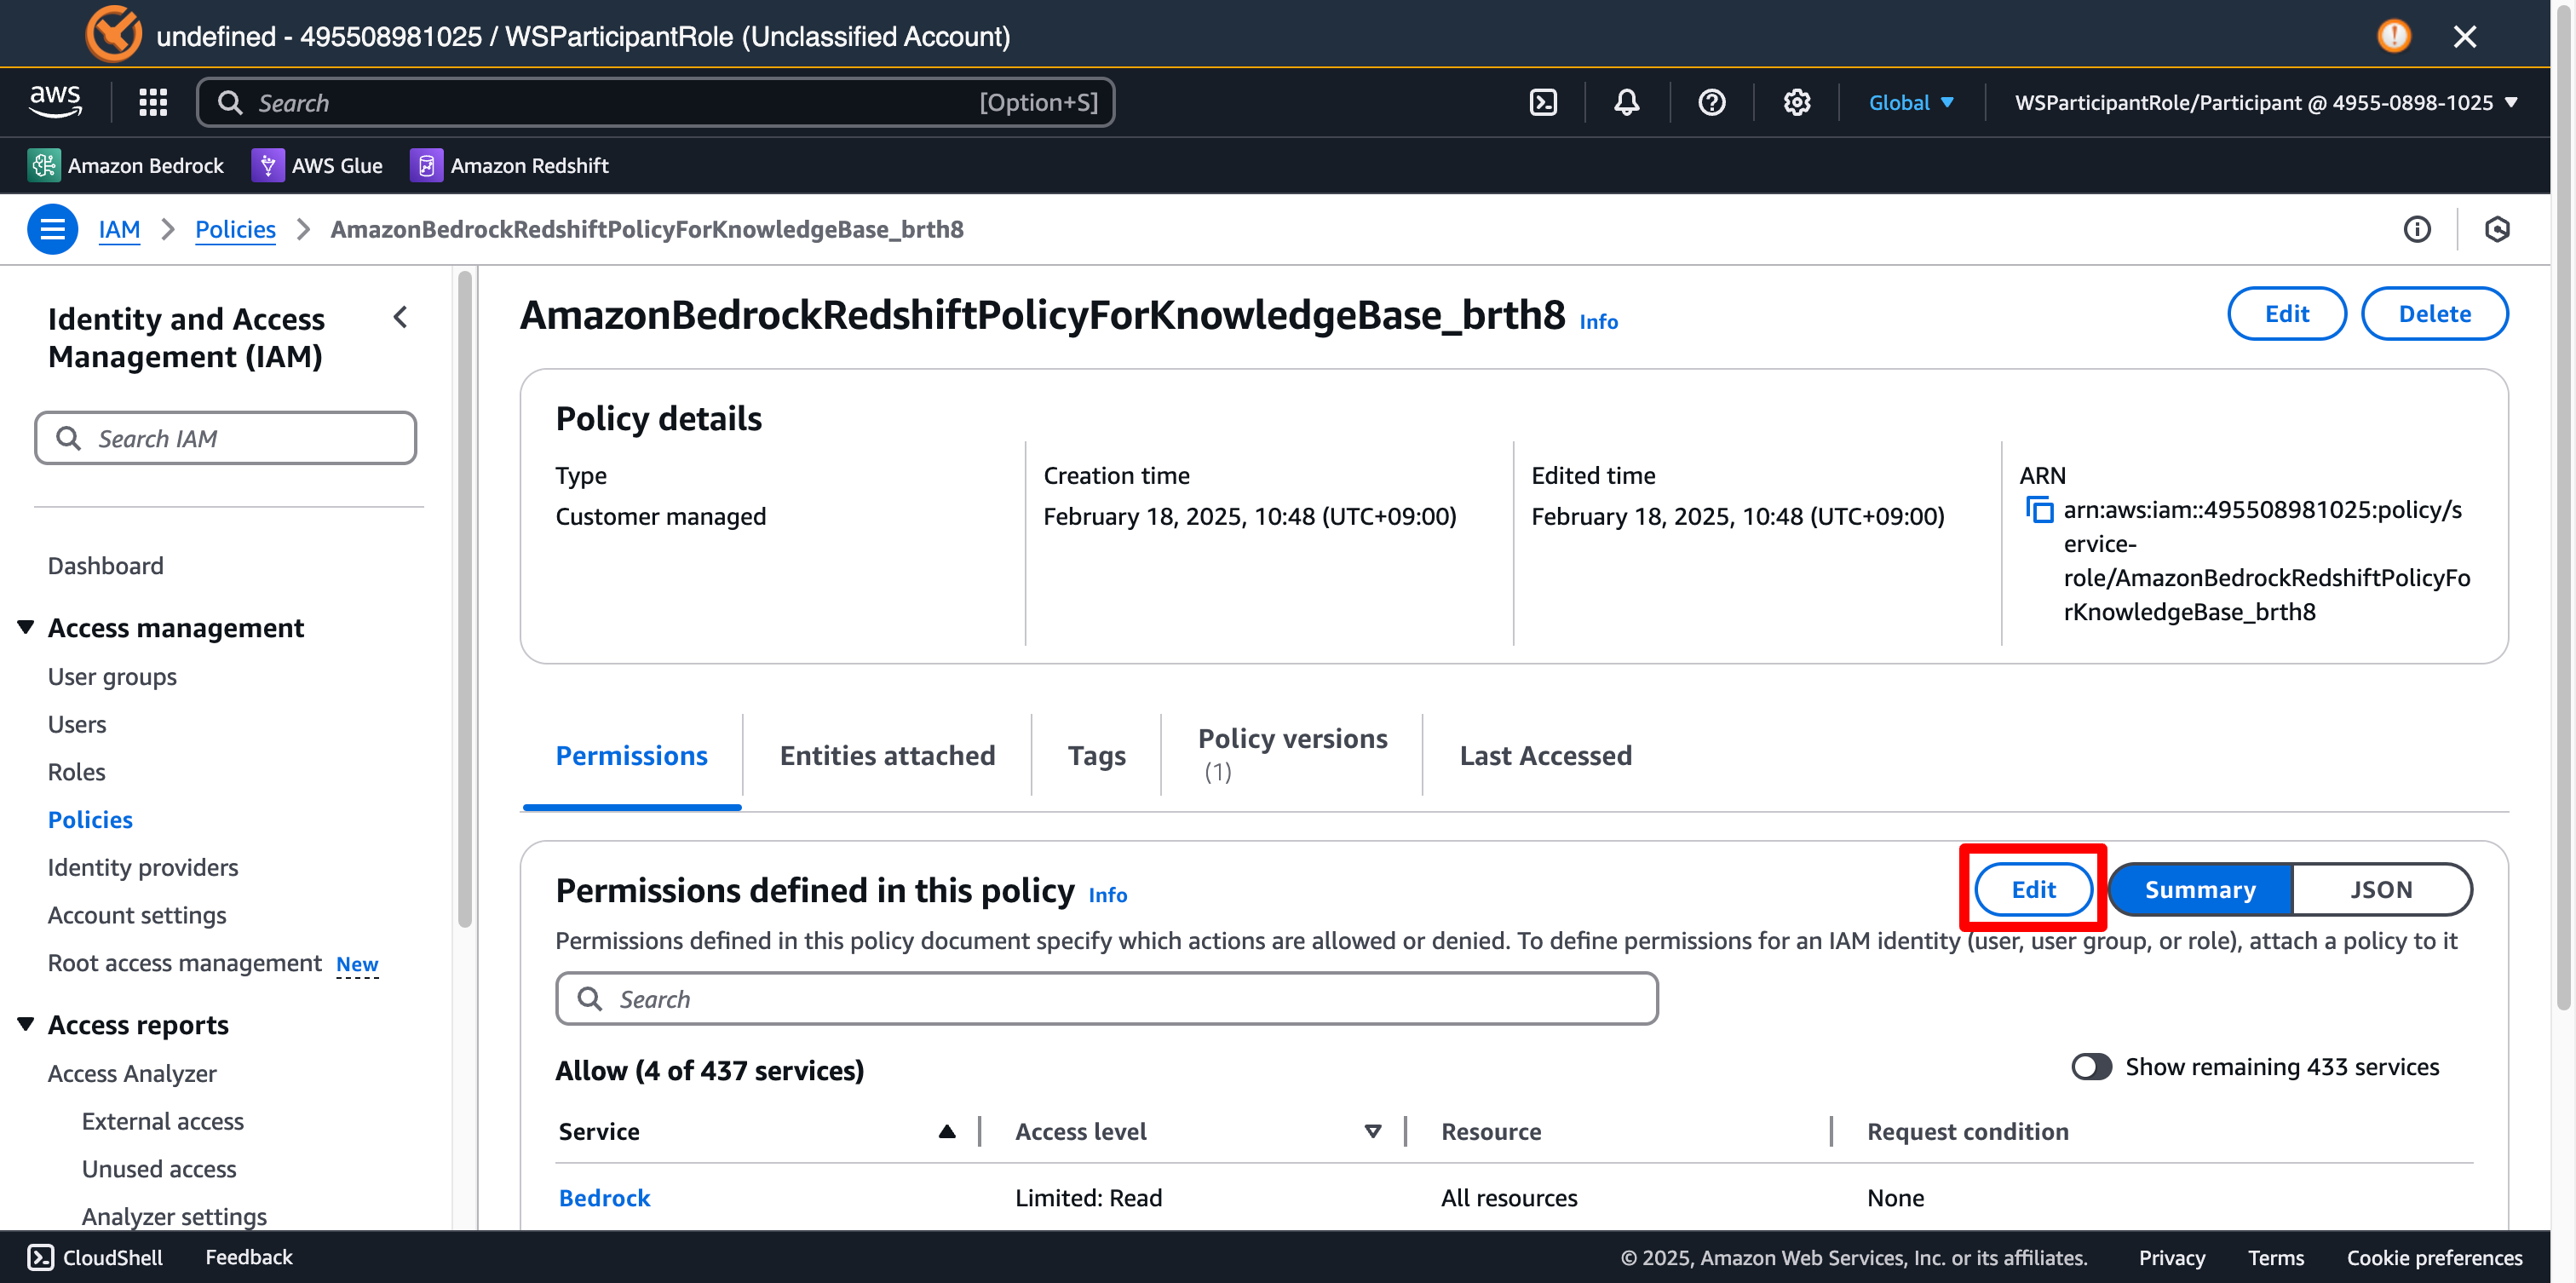 undefined - 495508981025 / WSParticipantRole (Unclassified Account)
aws
Search
[Option+S]
Global
WSParticipantRole/Participant @ 4955-0898-1025
Amazon Bedrock
AWS Glue
Amazon Redshift
IAM
Policies
AmazonBedrockRedshiftPolicyForKnowledgeBase_brth8
Identity and Access
Management (IAM)
Search IAM
Dashboard
Access management
User groups
Users
Roles
Policies
Identity providers
Account settings
Root access management New
Access reports
Access Analyzer
External access
Unused access
Analyzer settings
AmazonBedrockRedshiftPolicyForKnowledgeBase_brth8 Info
Edit
Delete
Policy details
Type
Customer managed
Creation time
February 18, 2025, 10:48 (UTC+09:00)
Edited time
February 18, 2025, 10:48 (UTC+09:00)
ARN
arn:aws:iam::495508981025:policy/s
ervice-
role/AmazonBedrockRedshiftPolicyFo
rKnowledgeBase_brth8
Permissions
Entities attached
Tags
Policy versions
(1)
Last Accessed
Permissions defined in this policy Info
Edit
Summary
JSON
Permissions defined in this policy document specify which actions are allowed or denied. To define permissions for an IAM identity (user, user group, or role), attach a policy to it
Search
Allow (4 of 437 services)
Show remaining 433 services
Service
Access level
Resource
Request condition
Bedrock
Limited: Read
All resources
None
CloudShell
Feedback
© 2025, Amazon Web Services, Inc. or its affiliates.
Privacy
Terms
Cookie preferences